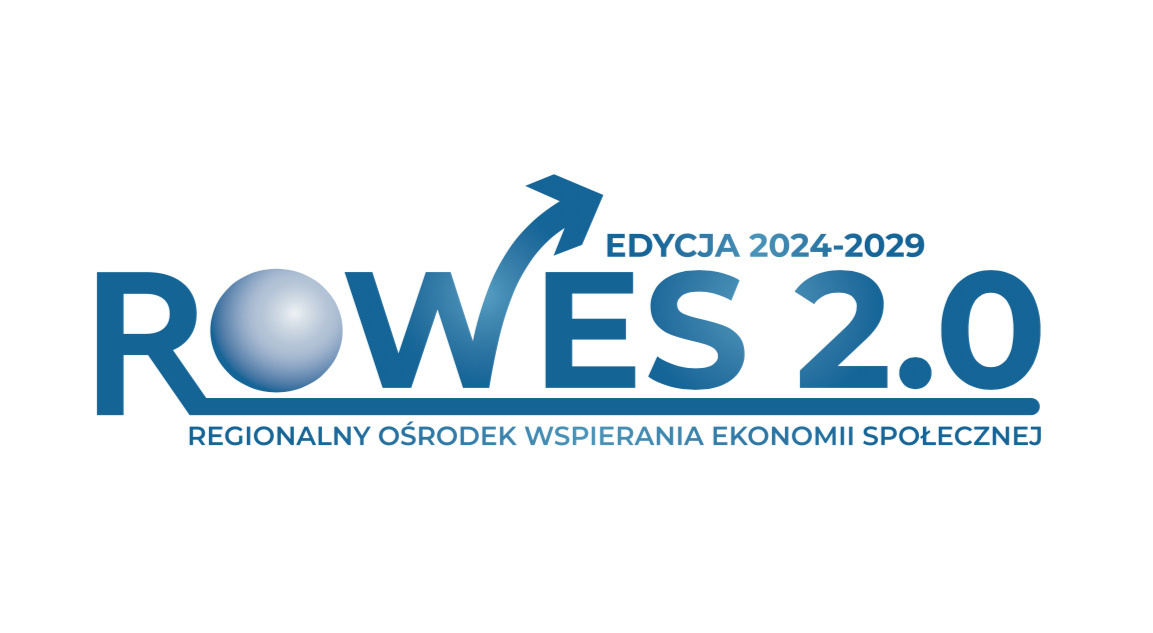 EDYCJA 2024-2029
ROWES 2.0
REGIONALNY OŚRODEK WSPIERANIA EKONOMII SPOŁECZNEJ